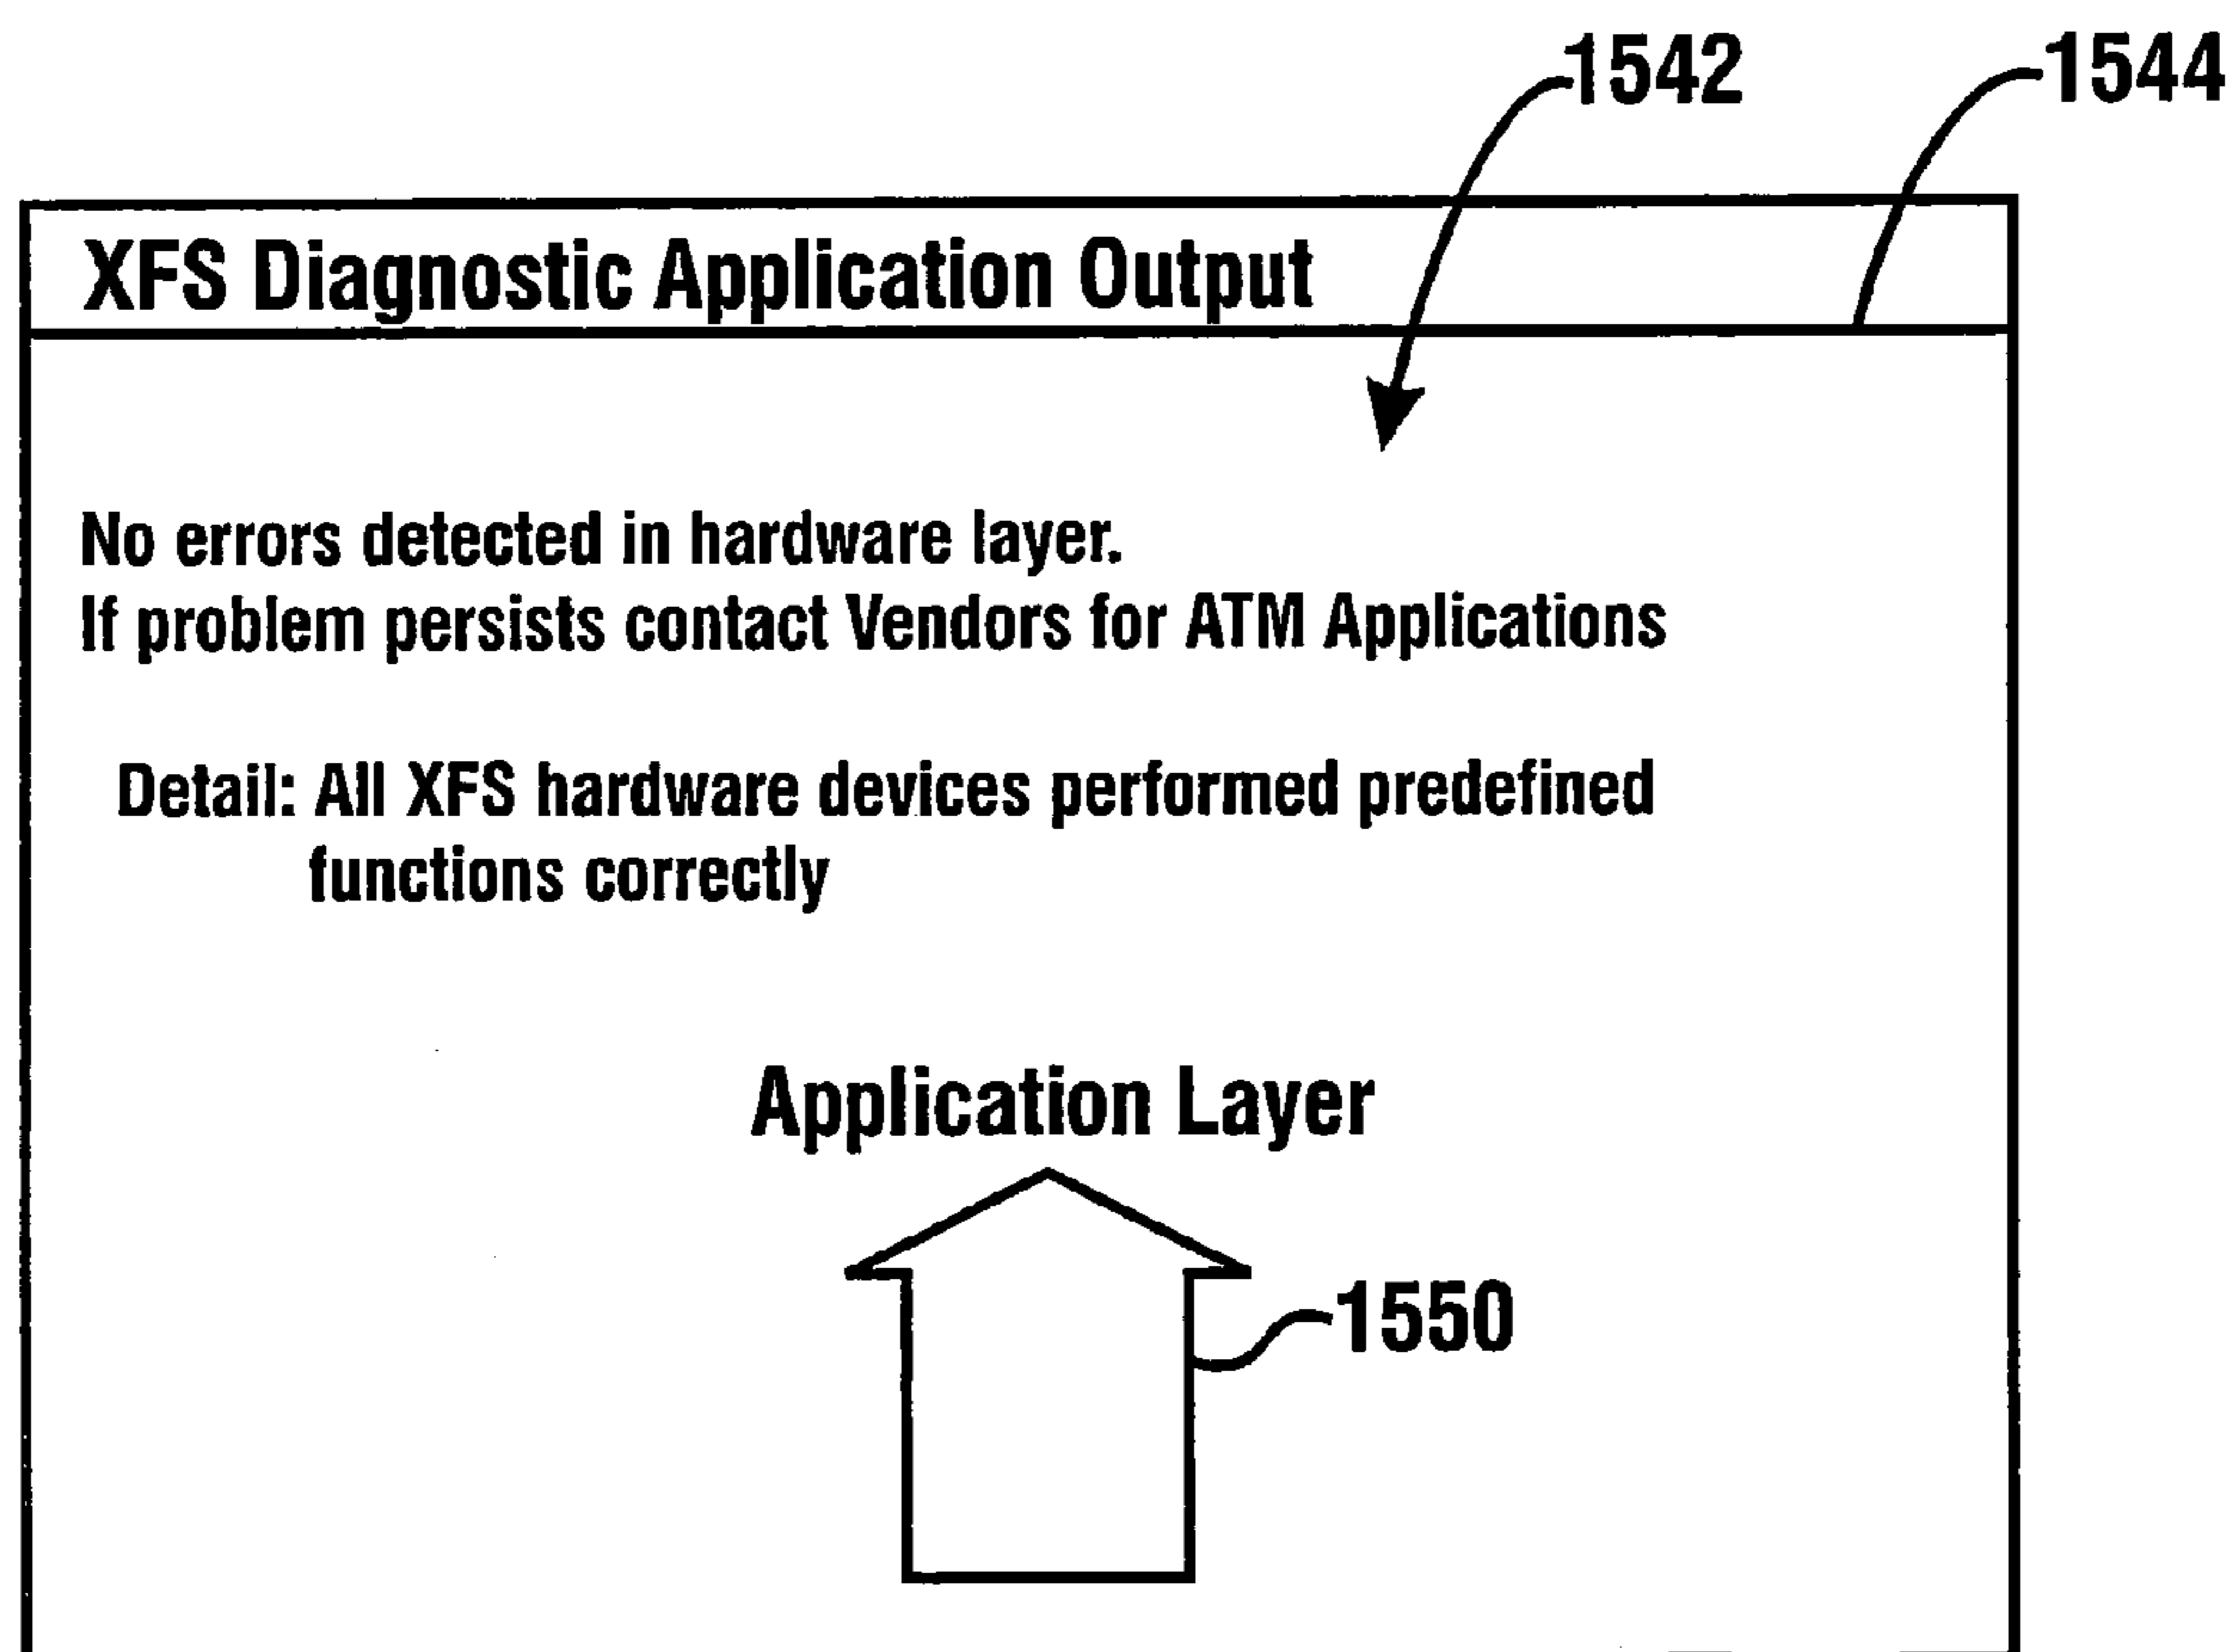 1542
1544
XFS Diagnostic Application Output
No errors detected in hardware layer.
If problem persists contact Vendors for ATM Applications
Detail: All XFS hardware devices performed predefined
functions correctly
Application Layer
1550